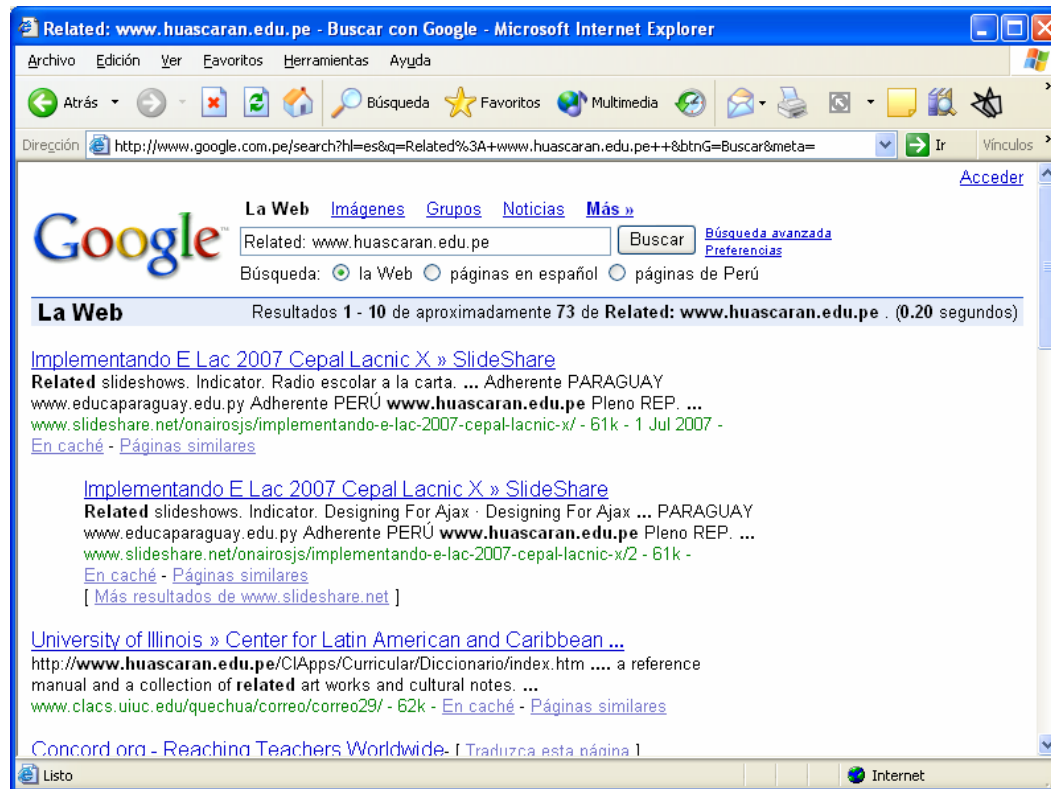 Related: www.huascaran.edu.pe - Buscar con Google - Microsoft Internet Explorer
Archivo Edición Ver Favoritos Herramientas Ayuda
Atrás Búsqueda Favoritos Multimedia
Dirección http://www.google.com.pe/search?hl=es&q=Related%3A+www.huascaran.edu.pe++&btnG=Buscar&meta= Ir Vínculos
Acceder
La Web Imágenes Grupos Noticias Más »
Google™ Related: www.huascaran.edu.pe Buscar Búsqueda avanzada
Preferencias
Búsqueda: la Web páginas en español páginas de Perú
La Web Resultados 1 - 10 de aproximadamente 73 de Related: www.huascaran.edu.pe . (0.20 segundos)
Implementando E Lac 2007 Cepal Lacnic X » SlideShare
Related slideshows. Indicator. Radio escolar a la carta. ... Adherente PARAGUAY
www.educaparaguay.edu.py Adherente PERÚ www.huascaran.edu.pe Pleno REP. ...
www.slideshare.net/onairosjs/implementando-e-lac-2007-cepal-lacnic-x/ - 61k - 1 Jul 2007 -
En caché - Páginas similares
Implementando E Lac 2007 Cepal Lacnic X » SlideShare
Related slideshows. Indicator. Designing For Ajax · Designing For Ajax ... PARAGUAY
www.educaparaguay.edu.py Adherente PERÚ www.huascaran.edu.pe Pleno REP. ...
www.slideshare.net/onairosjs/implementando-e-lac-2007-cepal-lacnic-x/2 - 61k -
En caché - Páginas similares
[ Más resultados de www.slideshare.net ]
University of Illinois » Center for Latin American and Caribbean ...
http://www.huascaran.edu.pe/CIApps/Curricular/Diccionario/index.htm .... a reference
manual and a collection of related art works and cultural notes. ...
www.clacs.uiuc.edu/quechua/correo/correo29/ - 62k - En caché - Páginas similares
Concord.org - Reaching Teachers Worldwide- [ Traduzca esta página ]
Listo Internet